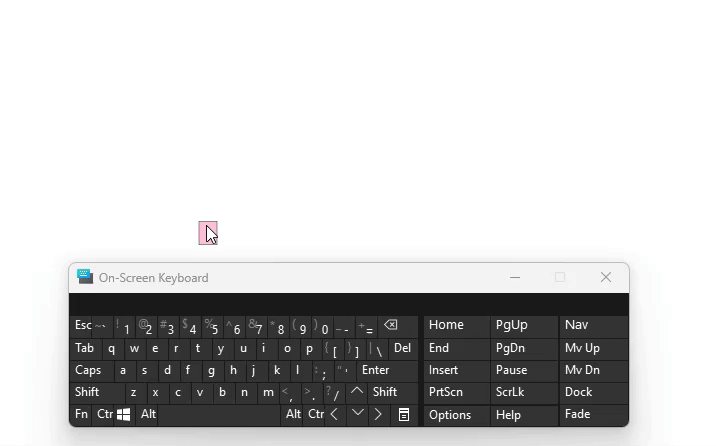 On-Screen Keyboard
Esc ~` !1 @2 #3 $4 %5 ^6 &7 *8 (9 )0 _- += Home PgUp Nav
Tab q w e r t y u i o p {[ }] |\ Del End PgDn Mv Up
Caps a s d f g h j k l :; "' Enter Insert Pause Mv Dn
Shift z x c v b n m <, >. ?/ Shift PrtScn ScrLk Dock
Fn Ctr Alt Alt Ctr Options Help Fade